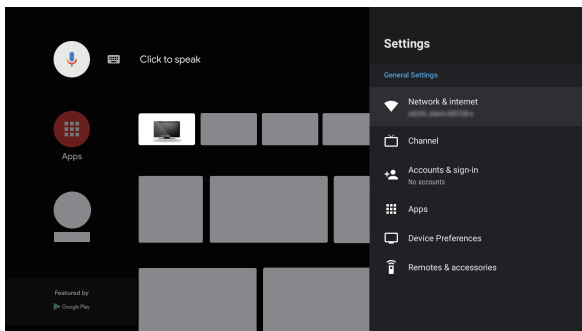 Click to speak
Apps
Featured by
Google Play
Settings
General Settings
Network & internet
Channel
Accounts & sign-in
No accounts
Apps
Device Preferences
Remotes & accessories